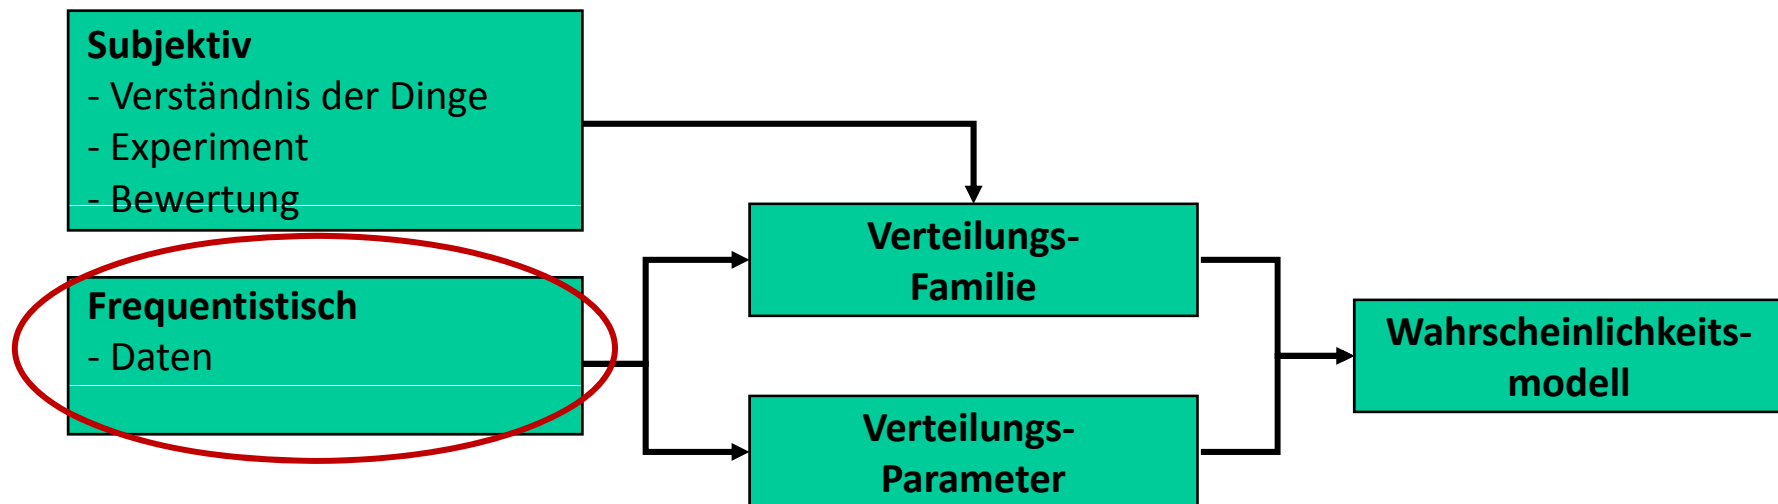 Subjektiv
- Verständnis der Dinge
- Experiment
- Bewertung
Frequentistisch
- Daten
Verteilungs-
Familie
Verteilungs-
Parameter
Wahrscheinlichkeits-
modell